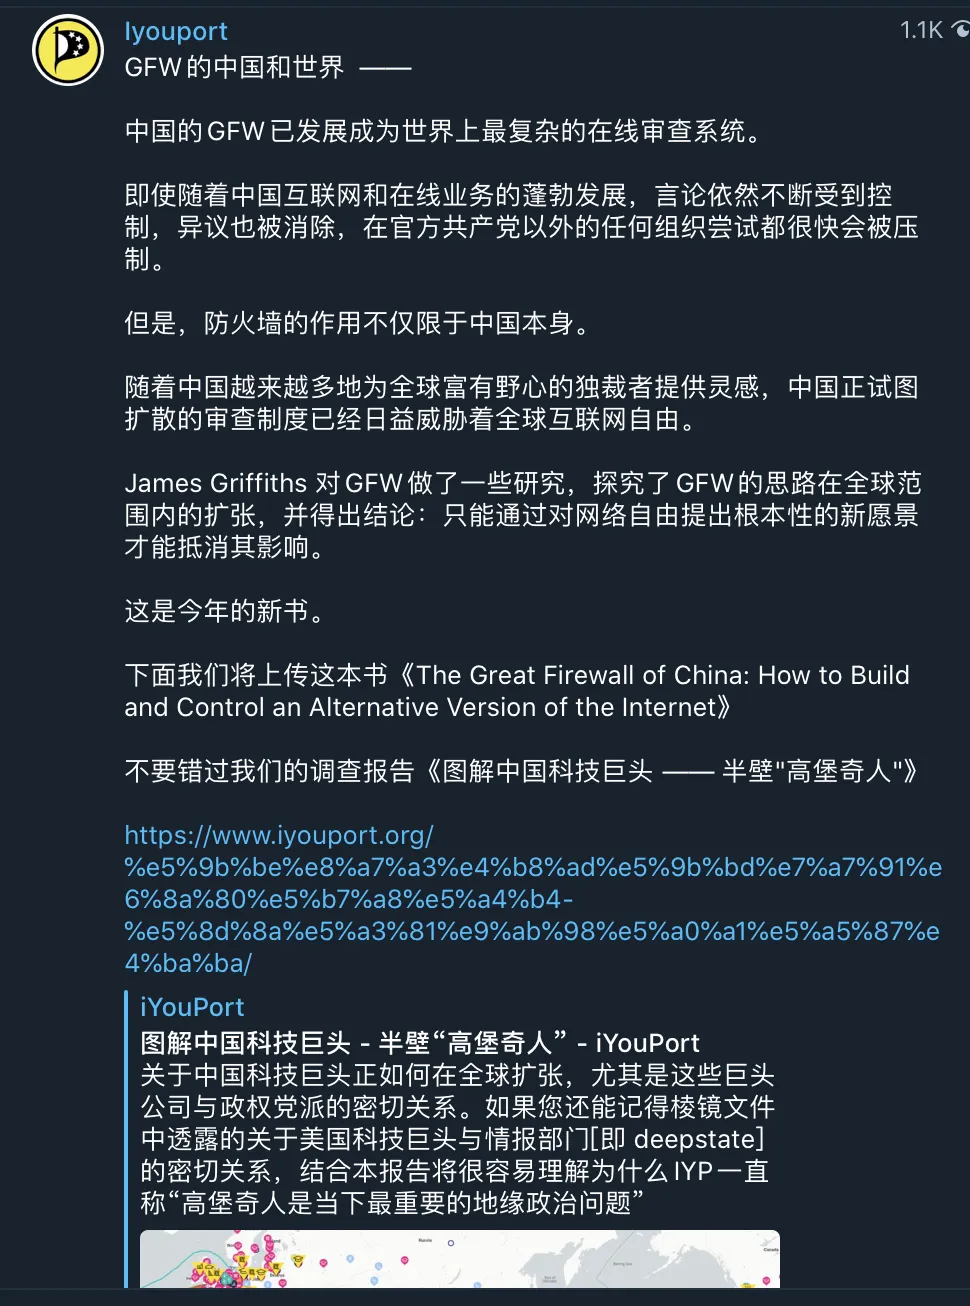 Iyouport
1.1K
GFW的中国和世界 ——
中国的GFW已发展成为世界上最复杂的在线审查系统。
即使随着中国互联网和在线业务的蓬勃发展，言论依然不断受到控
制，异议也被消除，在官方共产党以外的任何组织尝试都很快会被压
制。
但是，防火墙的作用不仅限于中国本身。
随着中国越来越多地为全球富有野心的独裁者提供灵感，中国正试图
扩散的审查制度已经日益威胁着全球互联网自由。
James Griffiths 对GFW做了一些研究，探究了GFW的思路在全球范
围内的扩张，并得出结论：只能通过对网络自由提出根本性的新愿景
才能抵消其影响。
这是今年的新书。
下面我们将上传这本书《The Great Firewall of China: How to Build
and Control an Alternative Version of the Internet》
不要错过我们的调查报告《图解中国科技巨头 —— 半壁"高堡奇人"》
https://www.iyouport.org/
%e5%9b%be%e8%a7%a3%e4%b8%ad%e5%9b%bd%e7%a7%91%e
6%8a%80%e5%b7%a8%e5%a4%b4-
%e5%8d%8a%e5%a3%81%e9%ab%98%e5%a0%a1%e5%a5%87%e
4%ba%ba/
iYouPort
图解中国科技巨头 - 半壁“高堡奇人” - iYouPort
关于中国科技巨头正如何在全球扩张，尤其是这些巨头
公司与政权党派的密切关系。如果您还能记得棱镜文件
中透露的关于美国科技巨头与情报部门[即 deepstate]
的密切关系，结合本报告将很容易理解为什么IYP一直
称“高堡奇人是当下最重要的地缘政治问题”
Russia
Canada